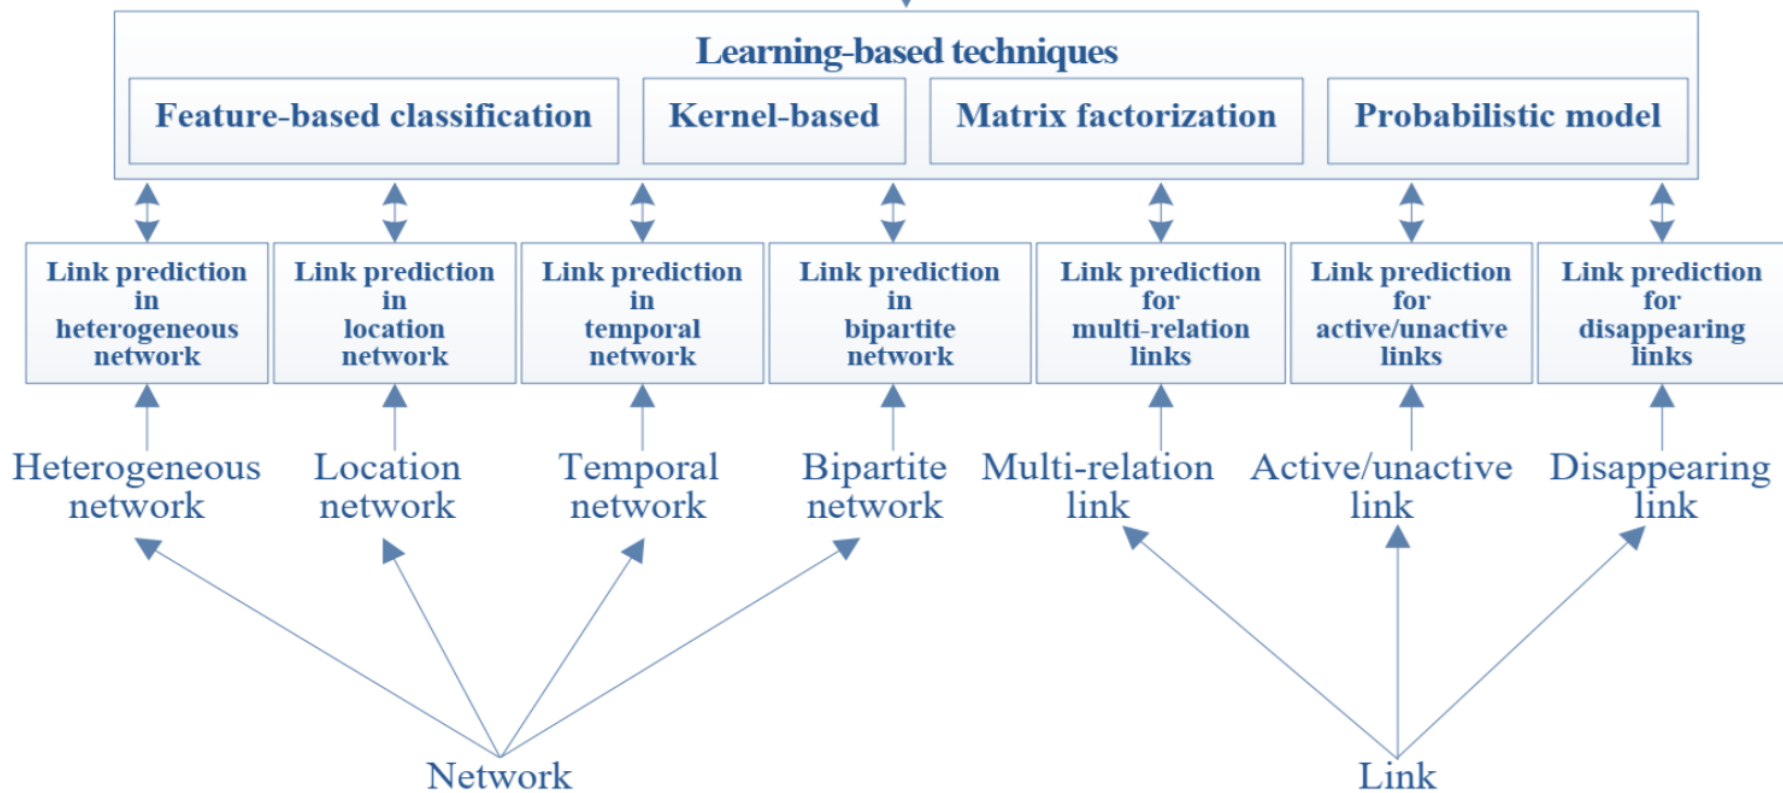 Learning-based techniques
Feature-based classification
Kernel-based
Matrix factorization
Probabilistic model
Link prediction
in
heterogeneous
network
Link prediction
in
location
network
Link prediction
in
temporal
network
Link prediction
in
bipartite
network
Link prediction
for
multi-relation
links
Link prediction
for
active/unactive
links
Link prediction
for
disappearing
links
Heterogeneous
network
Location
network
Temporal
network
Bipartite
network
Multi-relation
link
Active/unactive
link
Disappearing
link
Network
Link